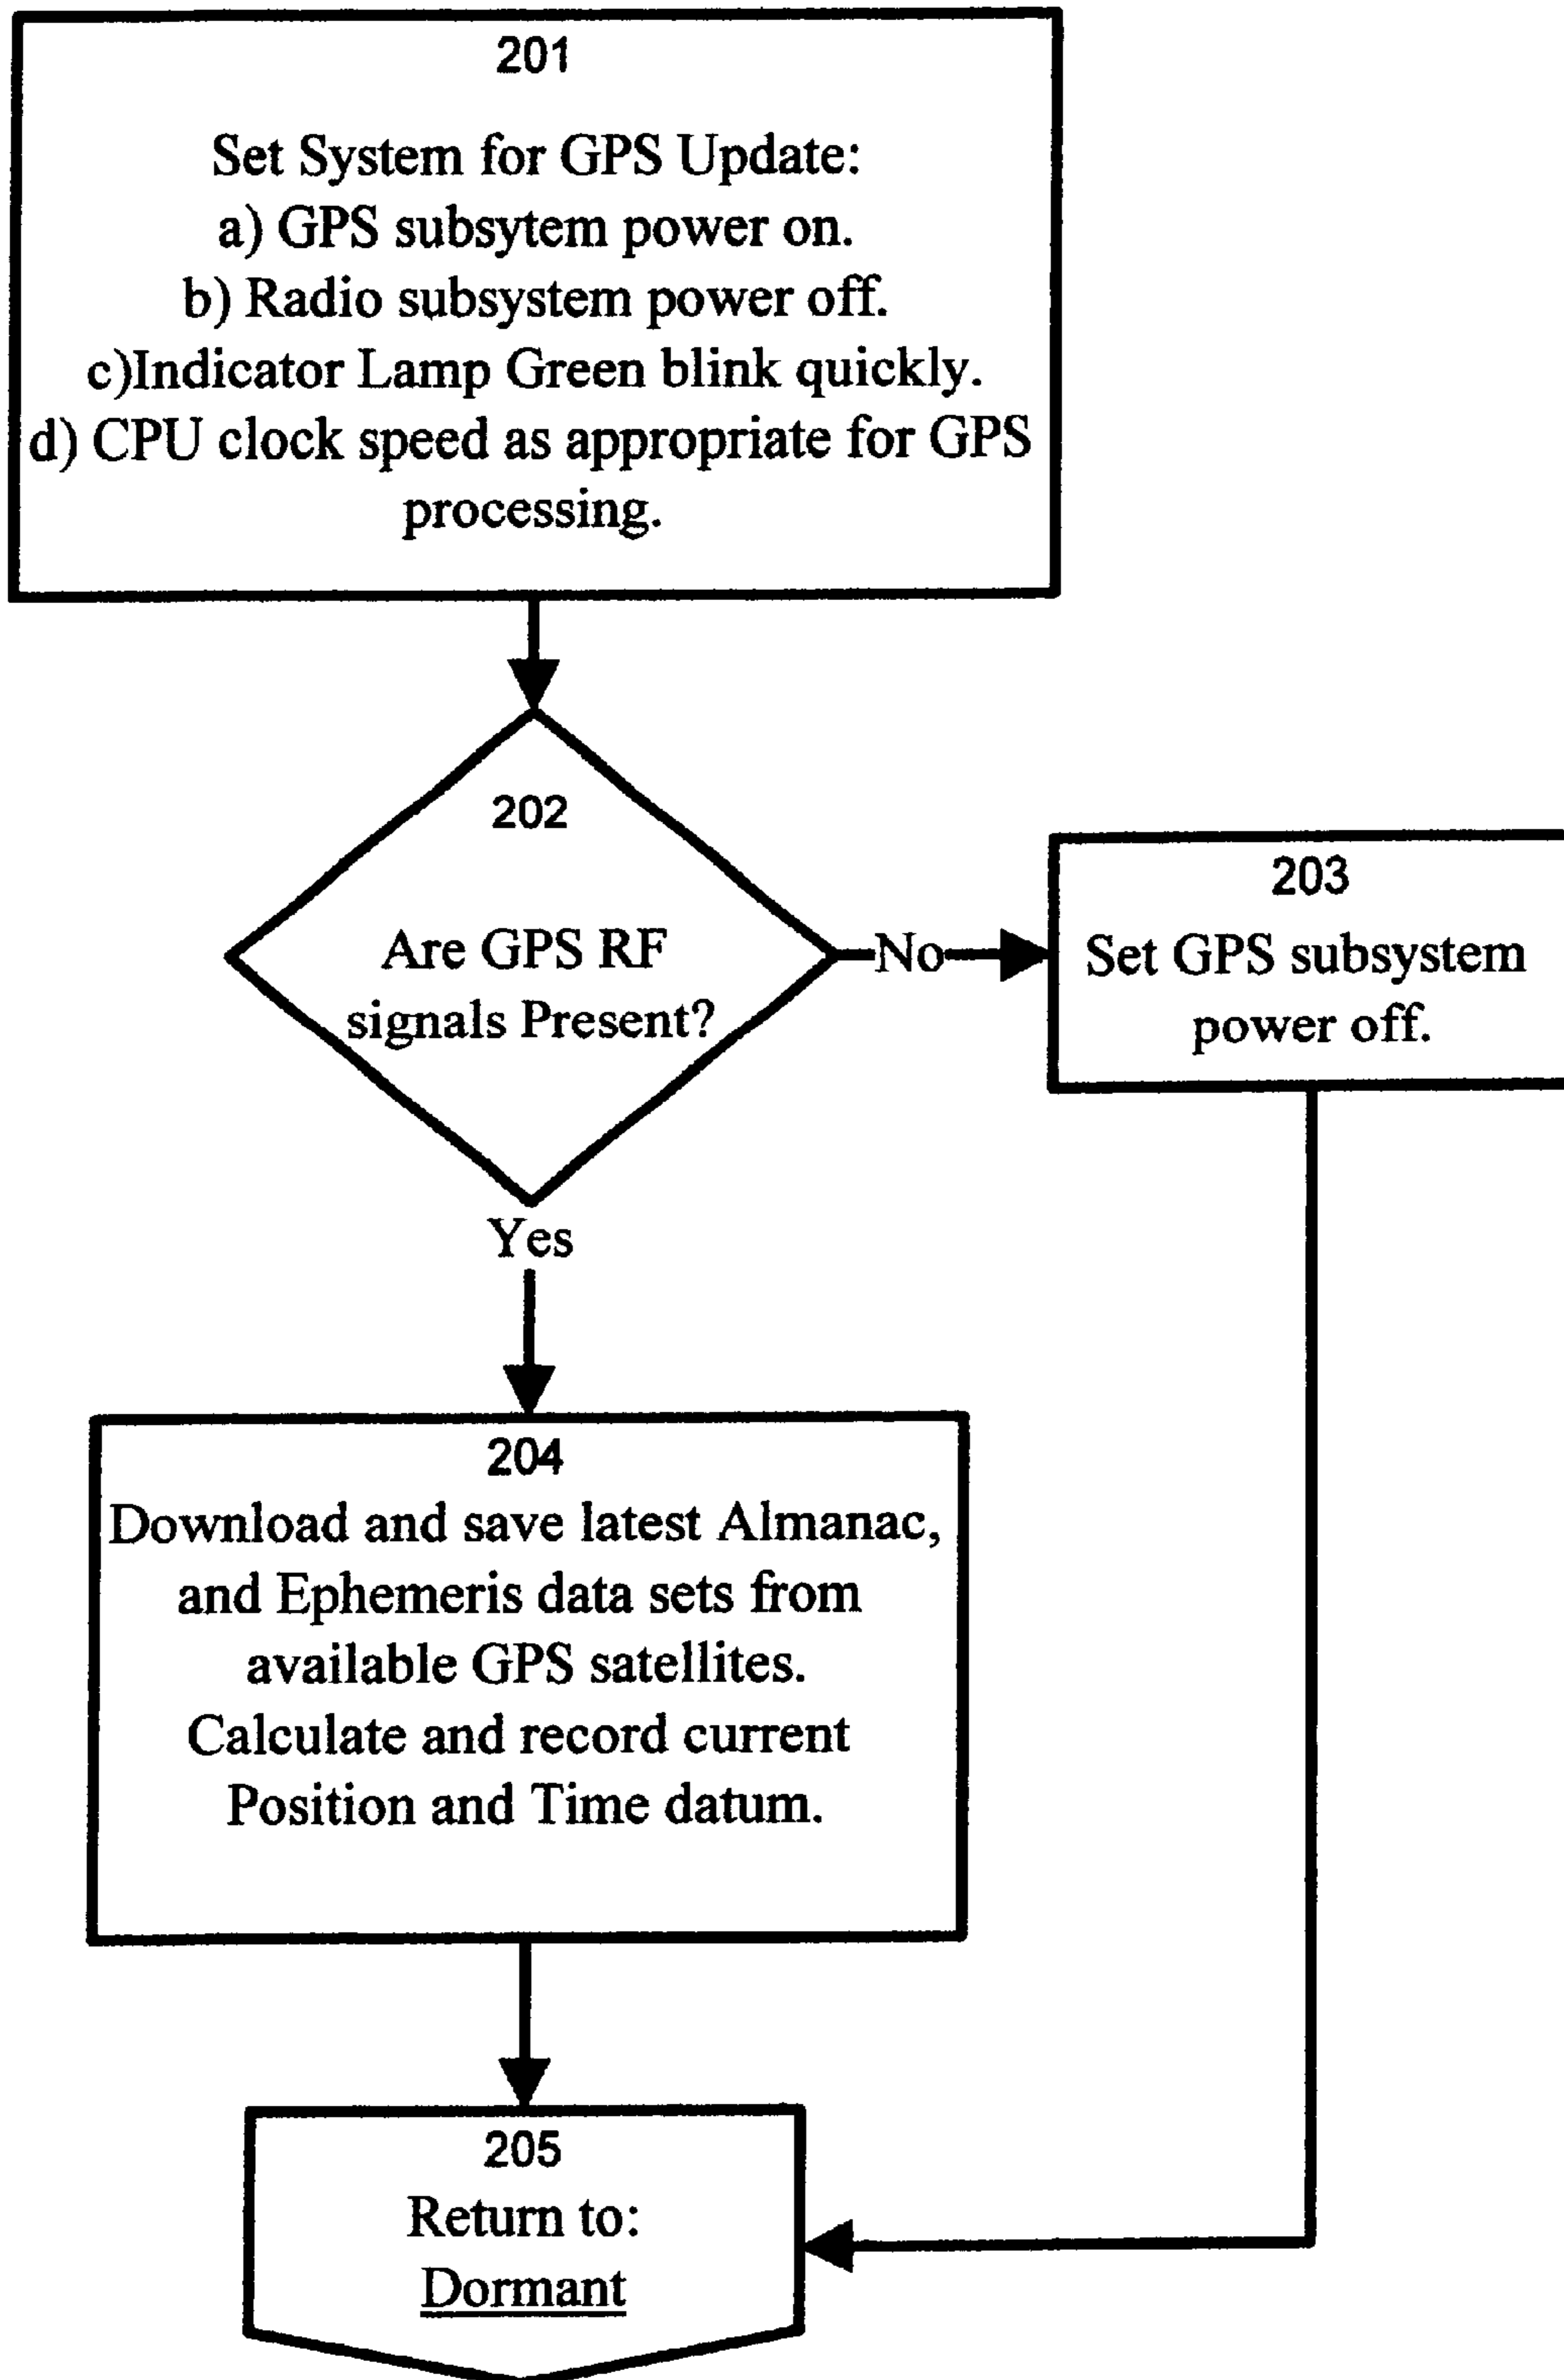 201
Set System for GPS Update:
a) GPS subsytem power on.
b) Radio subsystem power off.
c)Indicator Lamp Green blink quickly.
d) CPU clock speed as appropriate for GPS
processing.
202
Are GPS RF
signals Present?
No
203
Set GPS subsystem
power off.
Yes
204
Download and save latest Almanac,
and Ephemeris data sets from
available GPS satellites.
Calculate and record current
Position and Time datum.
205
Return to:
Dormant